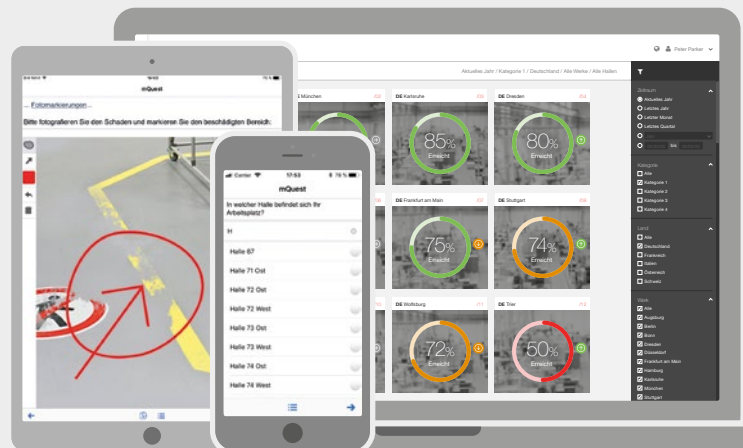 mQuest
... Fotomarkierungen...
Bitte fotografieren Sie den Schaden und markieren Sie den beschädigten Bereich:
Carrier 17:53 78 %
mQuest
In welcher Halle befindet sich Ihr
Arbeitsplatz?
H
Halle 67
Halle 71 Ost
Halle 72 Ost
Halle 72 West
Halle 73 Ost
Halle 73 West
Halle 74 Ost
Halle 74 West
Peter Parker
Aktuelles Jahr / Kategorie 1 / Deutschland / Alle Werke / Alle Hallen
München
DE Karlsruhe
85%
Erreicht
DE Dresden
80%
Erreicht
DE Frankfurt am Main
75%
Erreicht
DE Stuttgart
74%
Erreicht
DE Wolfsburg
72%
Erreicht
DE Trier
50%
Erreicht
Zeitraum
Aktuelles Jahr
Letztes Jahr
Letzter Monat
Letztes Quartal
bis
Kategorie
Alle
Kategorie 1
Kategorie 2
Kategorie 3
Kategorie 4
Land
Alle
Deutschland
Frankreich
Italien
Österreich
Schweiz
Alle
Augsburg
Berlin
Bonn
Dresden
Düsseldorf
Frankfurt am Main
Hamburg
Karlsruhe
München
Stuttgart